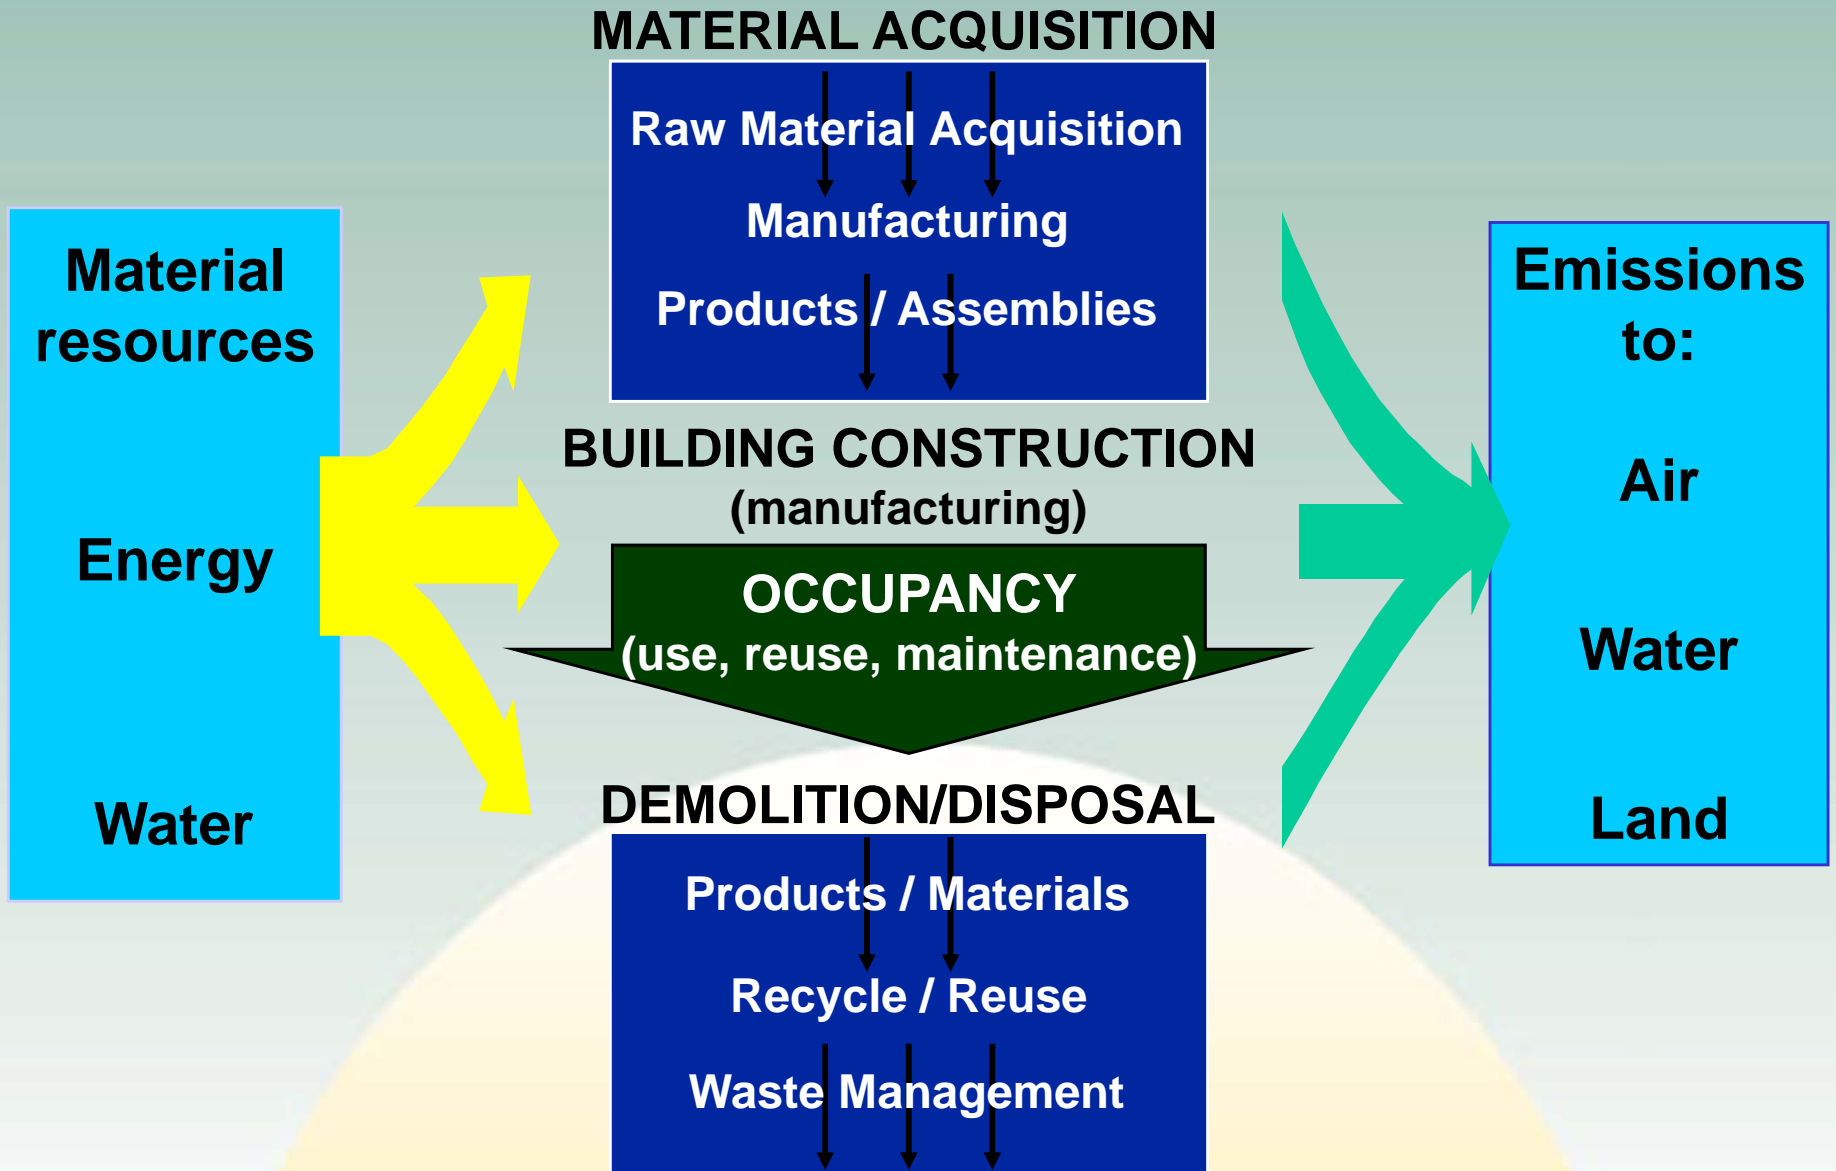 MATERIAL ACQUISITION
Raw Material Acquisition
Manufacturing
Products / Assemblies
Material
resources
Energy
Water
BUILDING CONSTRUCTION
(manufacturing)
OCCUPANCY
(use, reuse, maintenance)
DEMOLITION/DISPOSAL
Products / Materials
Recycle / Reuse
Waste Management
Emissions
to:
Air
Water
Land